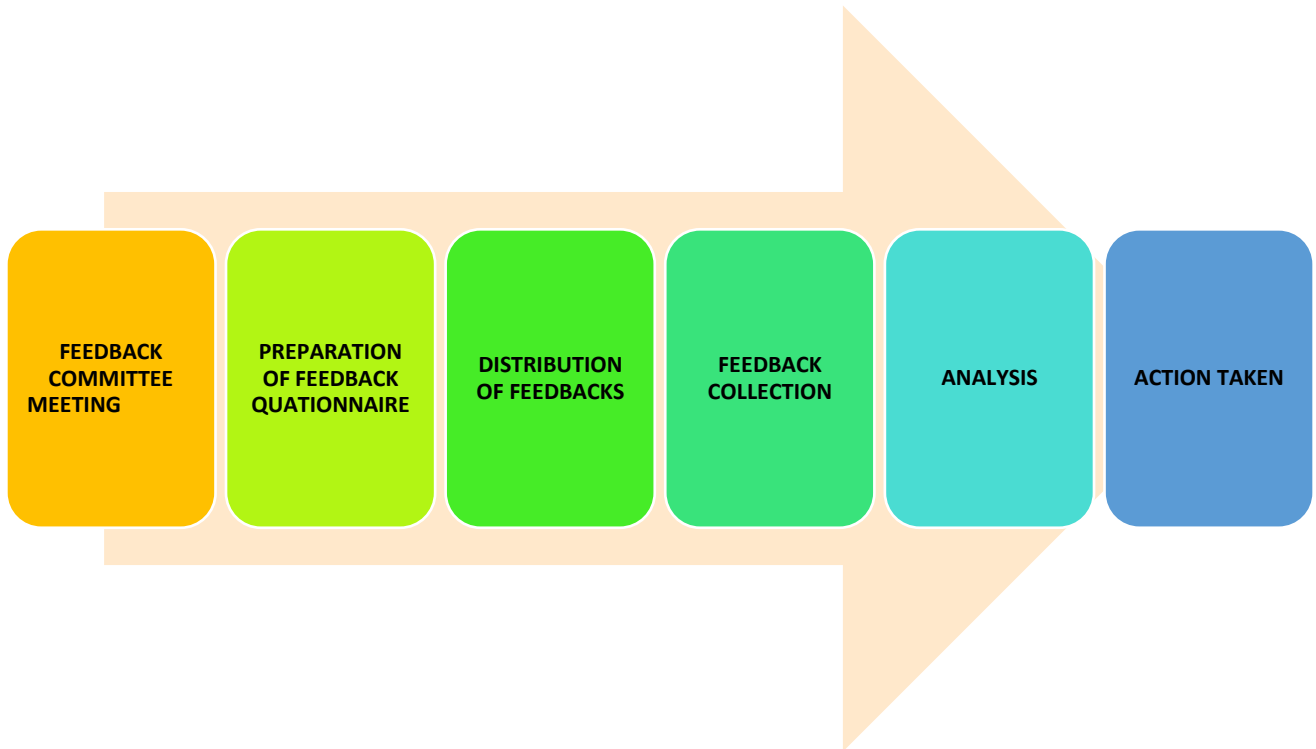 FEEDBACK
COMMITTEE
MEETING
PREPARATION
OF FEEDBACK
QUATIONNAIRE
DISTRIBUTION
OF FEEDBACKS
FEEDBACK
COLLECTION
ANALYSIS
ACTION TAKEN